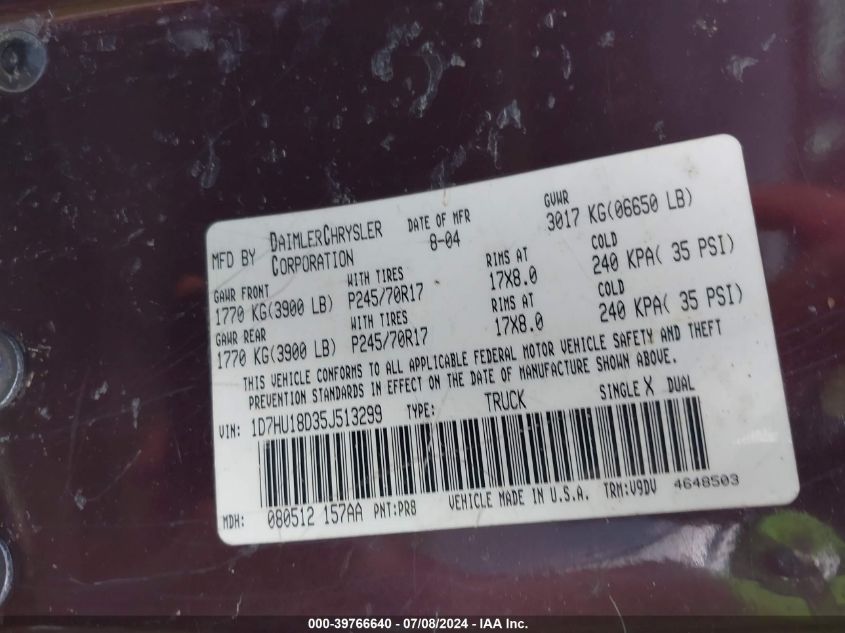 MFD BY DAIMLERCHRYSLER CORPORATION DATE OF MFR 8-04 GVWR 3017 KG(06650 LB)
GAWR FRONT WITH TIRES RIMS AT COLD
1770 KG(3900 LB) P245/70R17 17X8.0 240 KPA( 35 PSI)
GAWR REAR WITH TIRES RIMS AT COLD
1770 KG(3900 LB) P245/70R17 17X8.0 240 KPA( 35 PSI)
THIS VEHICLE CONFORMS TO ALL APPLICABLE FEDERAL MOTOR VEHICLE SAFETY AND THEFT
PREVENTION STANDARDS IN EFFECT ON THE DATE OF MANUFACTURE SHOWN ABOVE.
VIN: 1D7HU18D35J513299 TYPE: TRUCK SINGLE X DUAL
MDH: 080512 157AA PNT:PR8 VEHICLE MADE IN U.S.A. TRM:V9DV 4648503
000-39766640 - 07/08/2024 - IAA Inc.